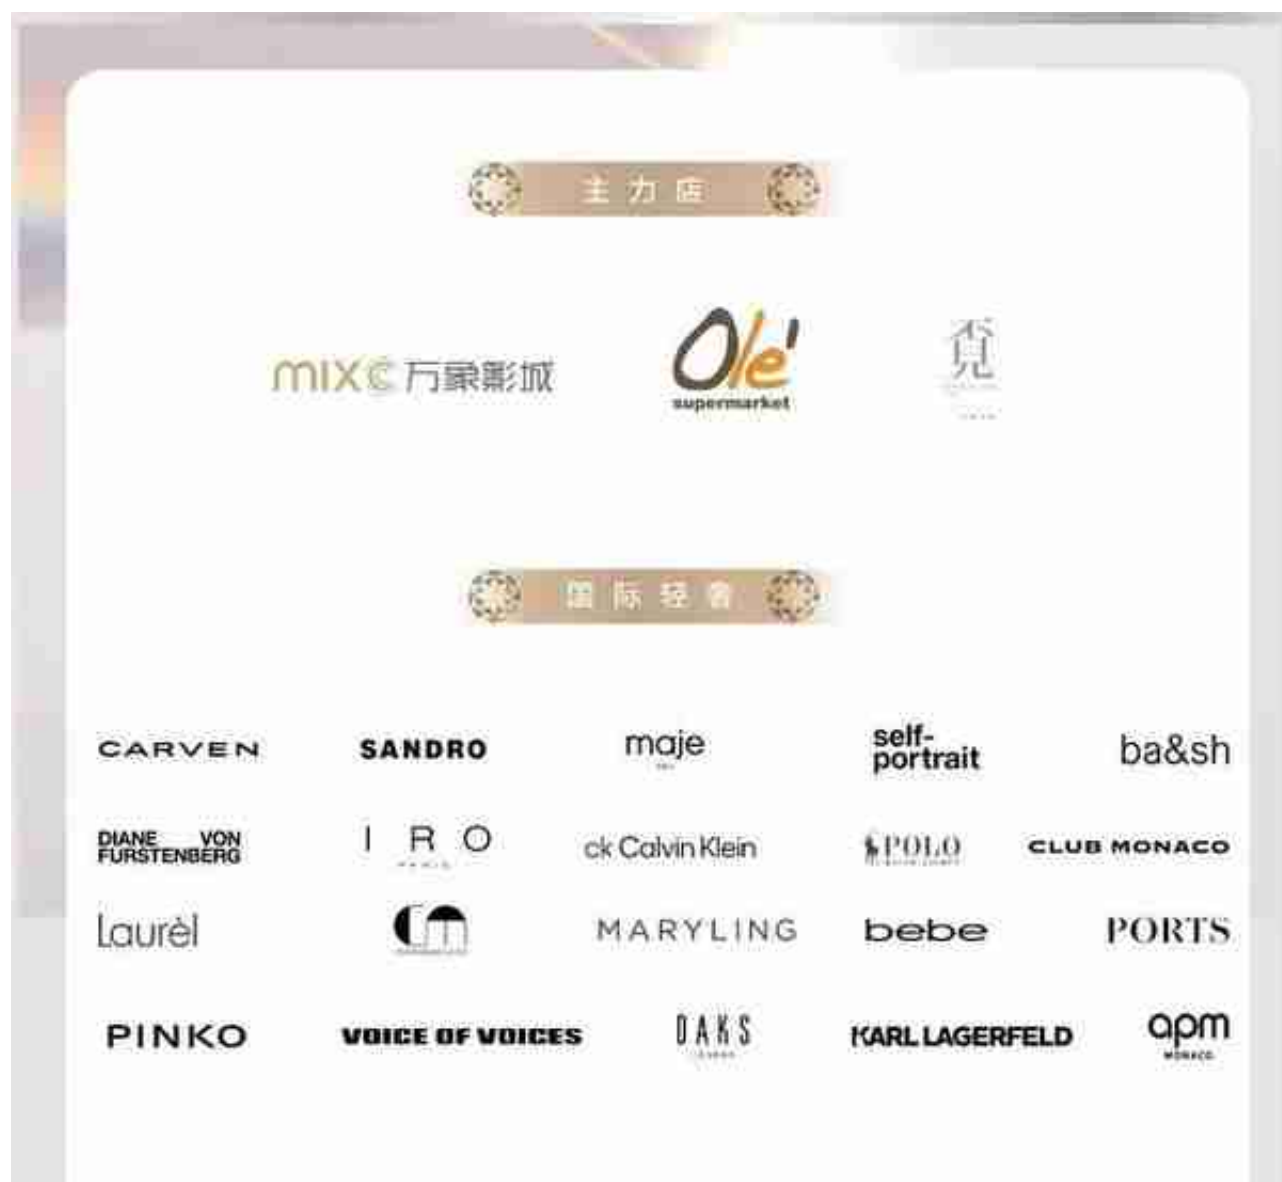 主力店
MIXC万象影城
Ole'
supermarket
国际轻奢
CARVEN
SANDRO
maje
self-
portrait
ba&sh
DIANE VON
FURSTENBERG
IRO
PARIS
ck Calvin Klein
POLO
CLUB MONACO
Laurèl
MARYLING
bebe
PORTS
PINKO
VOICE OF VOICES
DAKS
KARL LAGERFELD
apm
MONACO